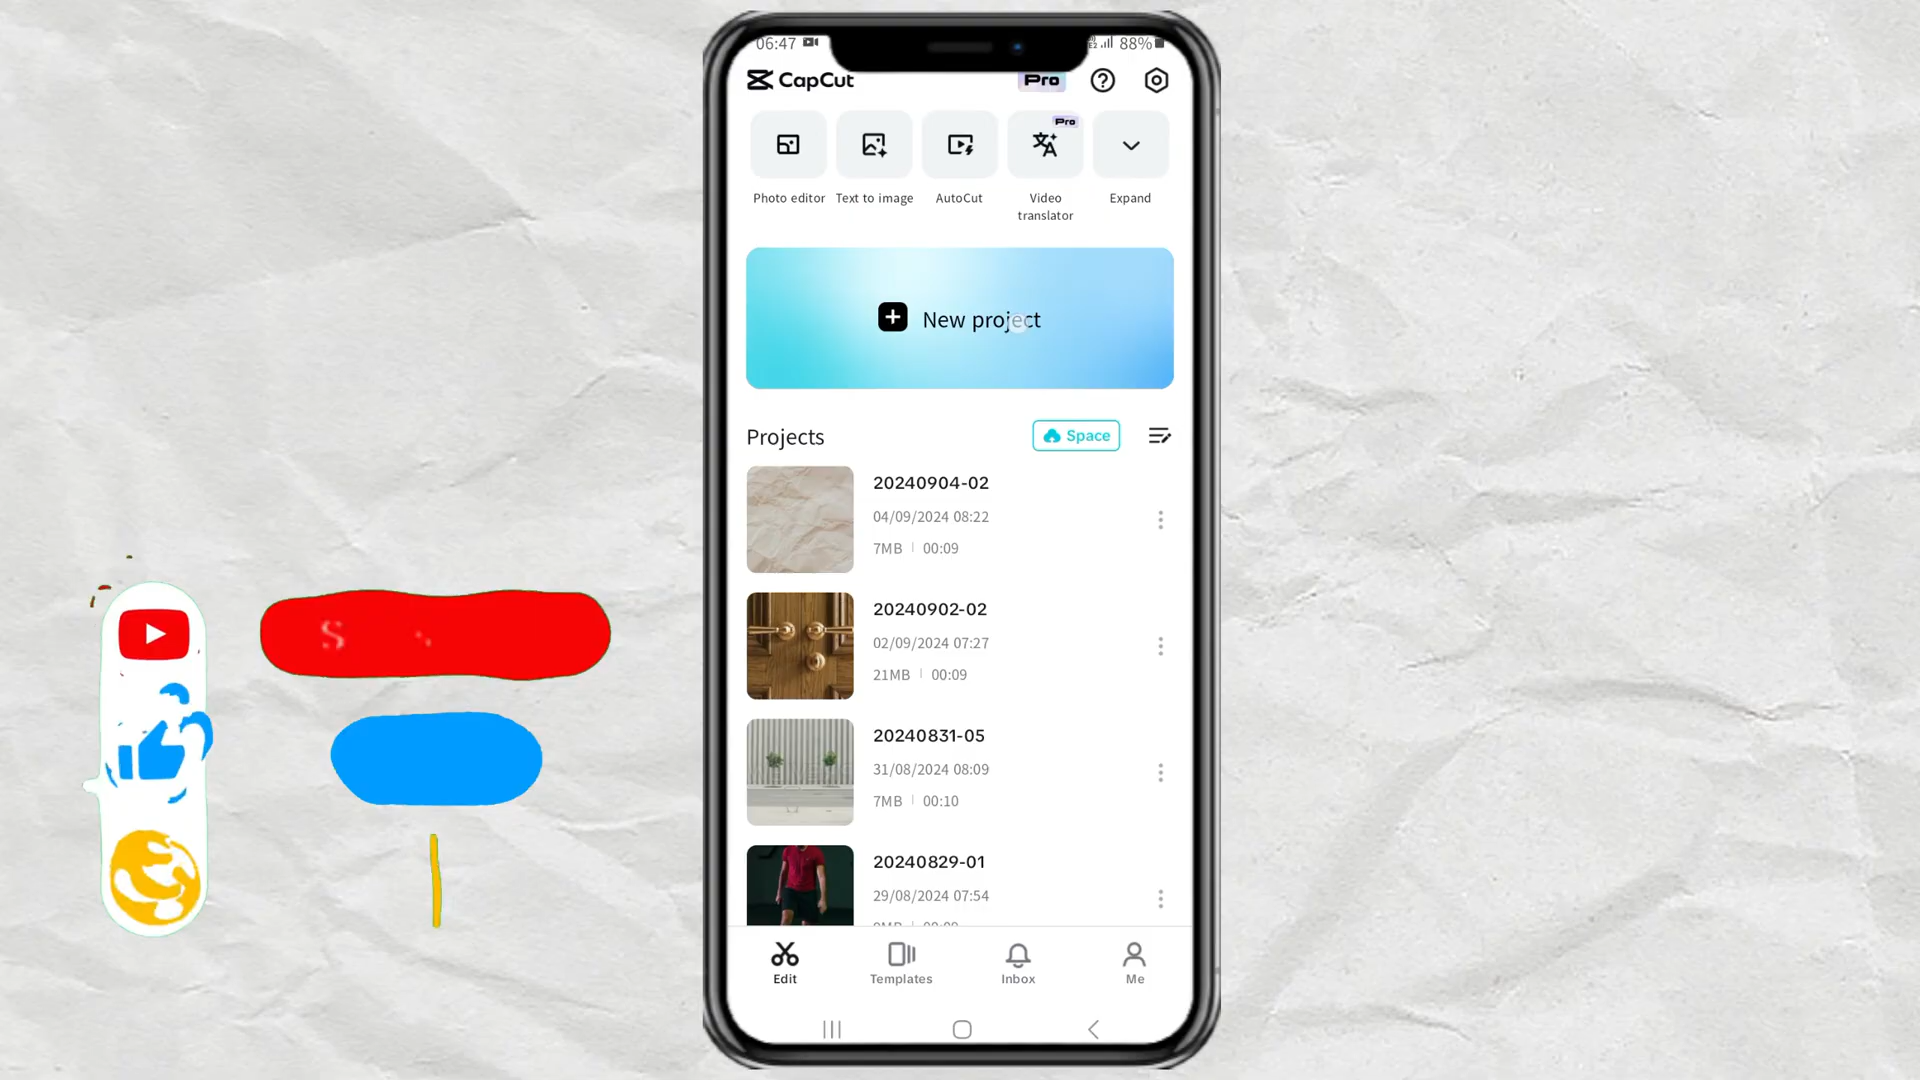 06:47
88%
CapCut
Pro
Pro
Photo editor
Text to image
AutoCut
Video
translator
Expand
New project
Projects
Space
20240904-02
04/09/2024 08:22
7MB
00:09
20240902-02
02/09/2024 07:27
21MB
00:09
20240831-05
31/08/2024 08:09
7MB
00:10
20240829-01
29/08/2024 07:54
Edit
Templates
Inbox
Me